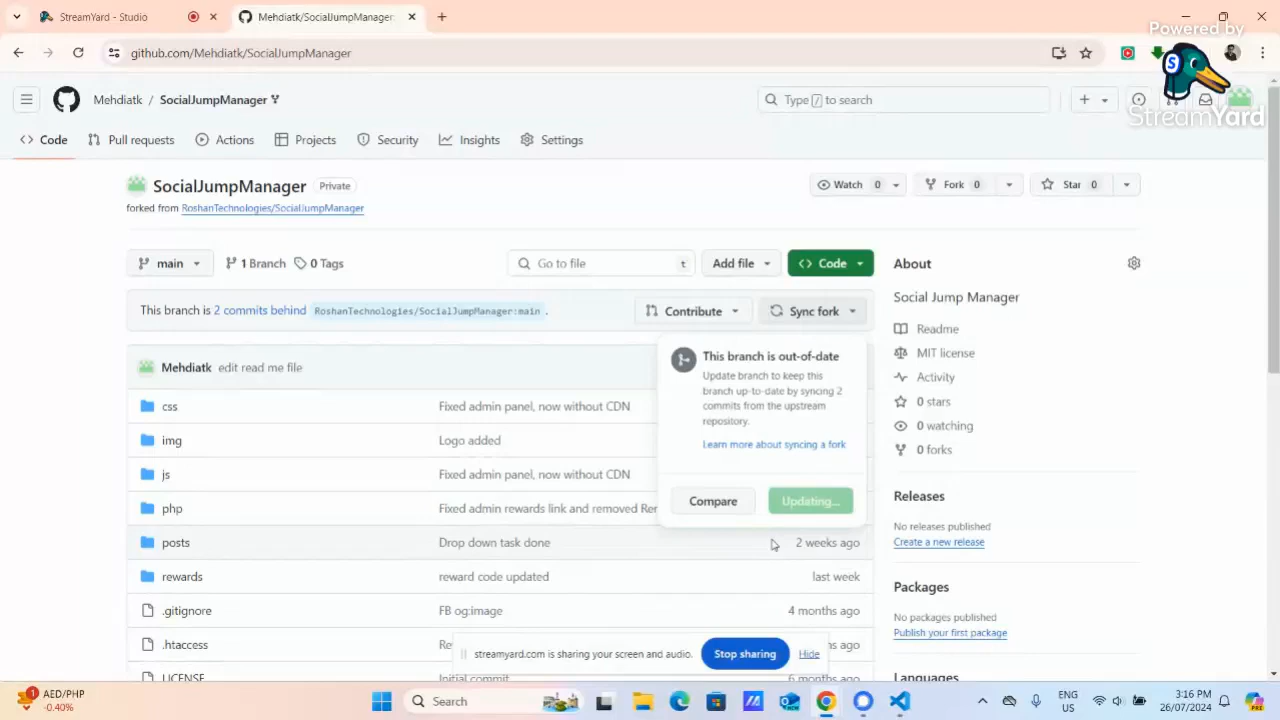 StreamYard - Studio
Mehdiatk/SocialJumpManager:
Powered by
github.com/Mehdiatk/SocialJumpManager
StreamYard
Mehdiatk / SocialJumpManager
Type / to search
Code
Pull requests
Actions
Projects
Security
Insights
Settings
SocialJumpManager Private
Watch 0
Fork 0
Star 0
forked from RoshanTechnologies/SocialJumpManager
main
1 Branch
0 Tags
Go to file t
Add file
Code
About
Social Jump Manager
This branch is 2 commits behind RoshanTechnologies/SocialJumpManager:main .
Contribute
Sync fork
This branch is out-of-date
Update branch to keep this
branch up-to-date by syncing 2
commits from the upstream
repository.
Learn more about syncing a fork
Compare
Updating...
Readme
MIT license
Activity
0 stars
0 watching
0 forks
Mehdiatk edit read me file
css Fixed admin panel, now without CDN
img Logo added
js Fixed admin panel, now without CDN
php Fixed admin rewards link and removed
posts Drop down task done 2 weeks ago
rewards reward code updated last week
.gitignore FB og:image 4 months ago
.htaccess
LICENSE Initial commit 6 months ago
Releases
No releases published
Create a new release
Packages
No packages published
Publish your first package
Languages
streamyard.com is sharing your screen and audio.
Stop sharing
Hide
1
AED/PHP
-0.40%
Search
ENG
US
3:16 PM
26/07/2024